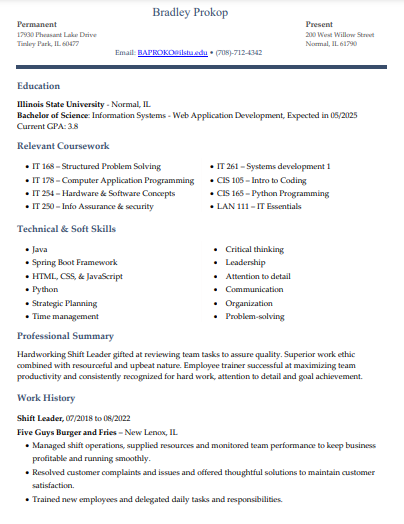 Bradley Prokop
Permanent
Present
17930 Pheasant Lake Drive
200 West Willow Street
Tinley Park, IL 60477
Normal, IL 61790
Email: BAPROKO@ilstu.edu • (708)-712-4342
Education
Illinois State University - Normal, IL
Bachelor of Science: Information Systems - Web Application Development, Expected in 05/2025
Current GPA: 3.8
Relevant Coursework
• IT 168 – Structured Problem Solving
• IT 178 – Computer Application Programming
• IT 254 – Hardware & Software Concepts
• IT 250 – Info Assurance & security
• IT 261 – Systems development 1
• CIS 105 – Intro to Coding
• CIS 165 – Python Programming
• LAN 111 – IT Essentials
Technical & Soft Skills
• Java
• Spring Boot Framework
• HTML, CSS, & JavaScript
• Python
• Strategic Planning
• Time management
• Critical thinking
• Leadership
• Attention to detail
• Communication
• Organization
• Problem-solving
Professional Summary
Hardworking Shift Leader gifted at reviewing team tasks to assure quality. Superior work ethic
combined with resourceful and upbeat nature. Employee trainer successful at maximizing team
productivity and consistently recognized for hard work, attention to detail and goal achievement.
Work History
Shift Leader, 07/2018 to 08/2022
Five Guys Burger and Fries – New Lenox, IL
• Managed shift operations, supplied resources and monitored team performance to keep business
profitable and running smoothly.
• Resolved customer complaints and issues and offered thoughtful solutions to maintain customer
satisfaction.
• Trained new employees and delegated daily tasks and responsibilities.